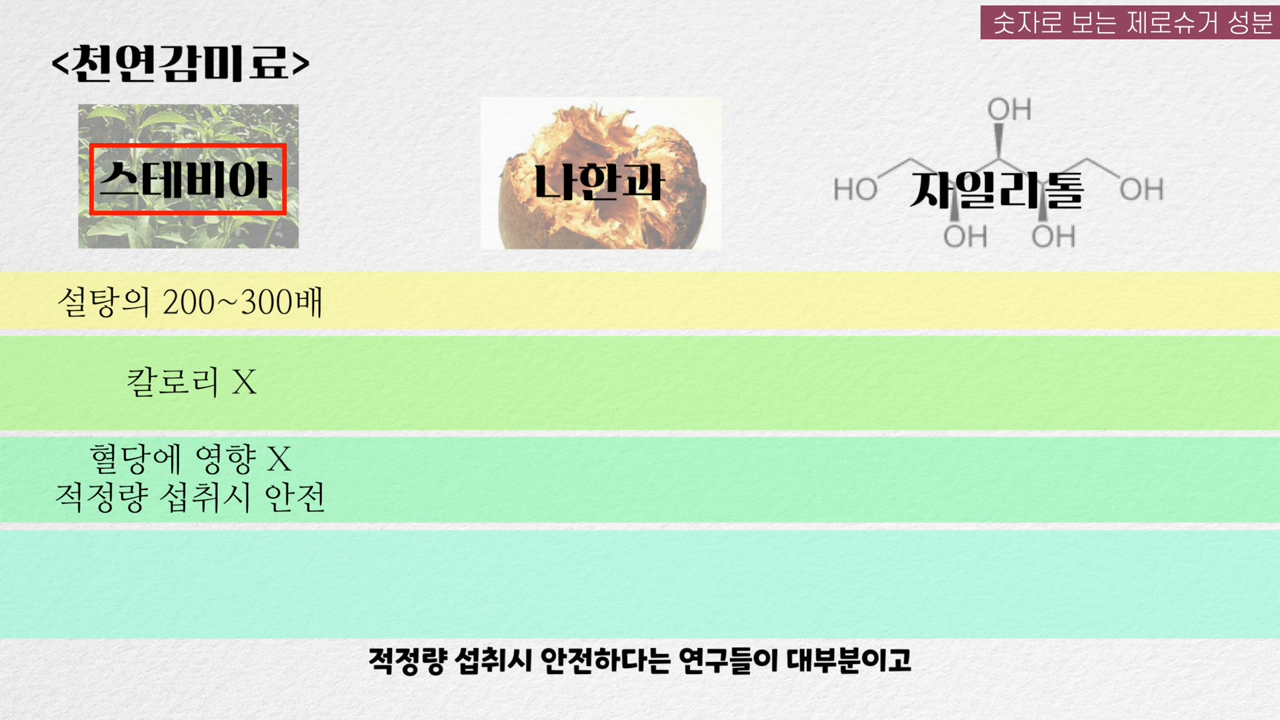 숫자로 보는 제로슈거 성분
<천연감미료>
스테비아
나한과
자일리톨
OH
HO
OH
OH
OH
설탕의 200~300배
칼로리 X
혈당에 영향 X
적정량 섭취시 안전
적정량 섭취시 안전하다는 연구들이 대부분이고